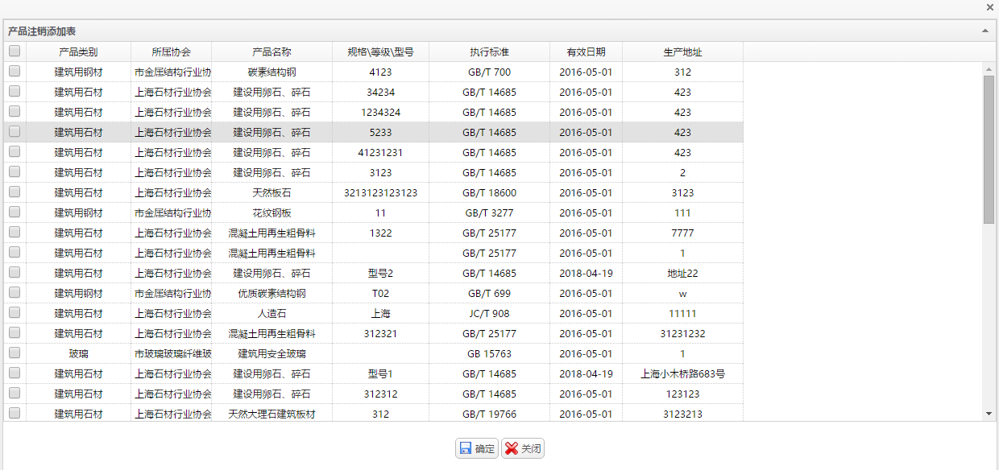 产品注销添加表
产品类别 所属协会 产品名称 规格\等级\型号 执行标准 有效日期 生产地址
建筑用钢材 市金属结构行业协 碳素结构钢 4123 GB/T 700 2016-05-01 312
建筑用石材 上海石材行业协会 建设用卵石、碎石 34234 GB/T 14685 2016-05-01 423
建筑用石材 上海石材行业协会 建设用卵石、碎石 1234324 GB/T 14685 2016-05-01 423
建筑用石材 上海石材行业协会 建设用卵石、碎石 5233 GB/T 14685 2016-05-01 423
建筑用石材 上海石材行业协会 建设用卵石、碎石 41231231 GB/T 14685 2016-05-01 423
建筑用石材 上海石材行业协会 建设用卵石、碎石 3123 GB/T 14685 2016-05-01 2
建筑用石材 上海石材行业协会 天然板石 3213123123123 GB/T 18600 2016-05-01 3123
建筑用钢材 市金属结构行业协 花纹钢板 11 GB/T 3277 2016-05-01 111
建筑用石材 上海石材行业协会 混凝土用再生粗骨料 1322 GB/T 25177 2016-05-01 7777
建筑用石材 上海石材行业协会 混凝土用再生粗骨料 GB/T 25177 2016-05-01 1
建筑用石材 上海石材行业协会 建设用卵石、碎石 型号2 GB/T 14685 2018-04-19 地址22
建筑用钢材 市金属结构行业协 优质碳素结构钢 T02 GB/T 699 2016-05-01 w
建筑用石材 上海石材行业协会 人造石 上海 JC/T 908 2016-05-01 11111
建筑用石材 上海石材行业协会 混凝土用再生粗骨料 312321 GB/T 25177 2016-05-01 31231232
玻璃 市玻璃玻璃纤维玻 建筑用安全玻璃 GB 15763 2016-05-01 1
建筑用石材 上海石材行业协会 建设用卵石、碎石 型号1 GB/T 14685 2018-04-19 上海小木桥路683号
建筑用石材 上海石材行业协会 建设用卵石、碎石 312312 GB/T 14685 2016-05-01 123123
建筑用石材 上海石材行业协会 天然大理石建筑板材 312 GB/T 19766 2016-05-01 3123213
确定 关闭